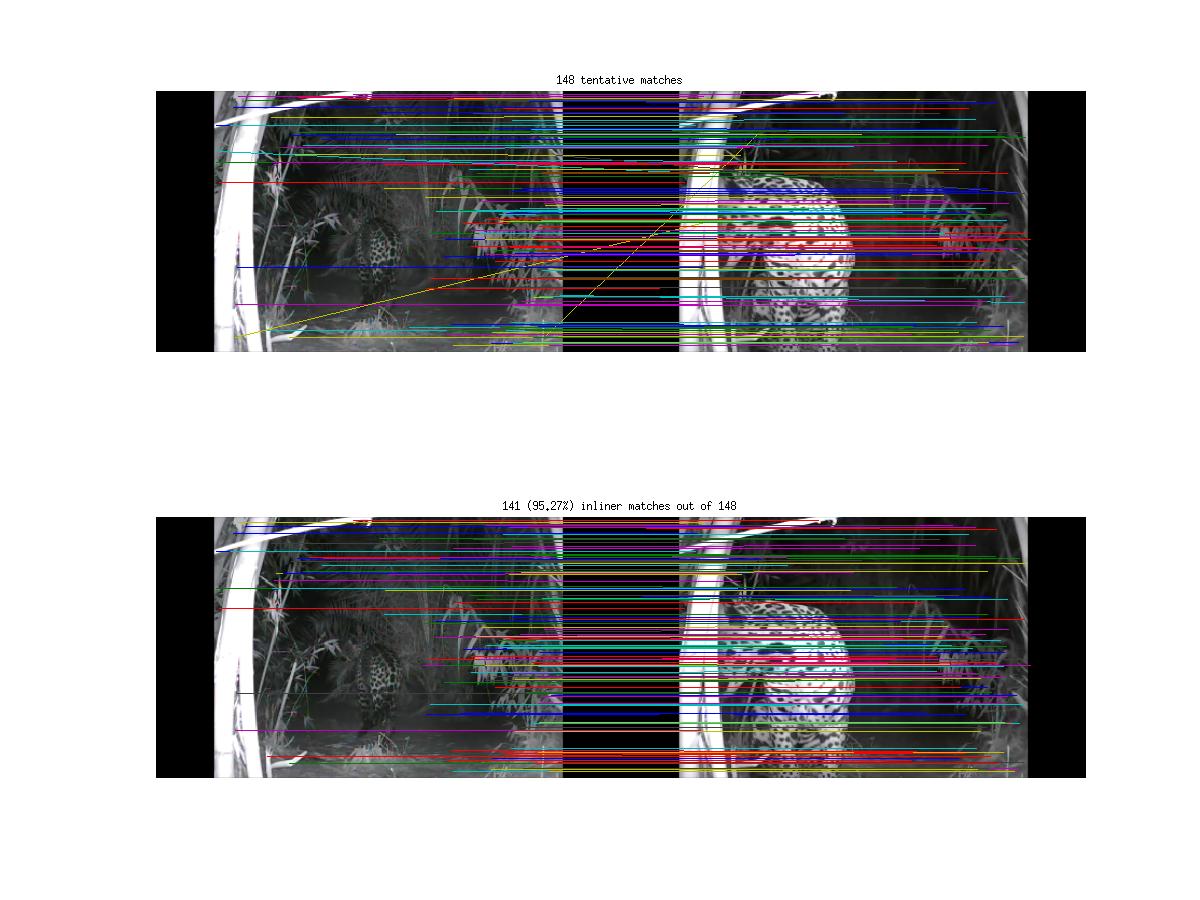 148 tentative matches
141 (95.27%) inliner matches out of 148